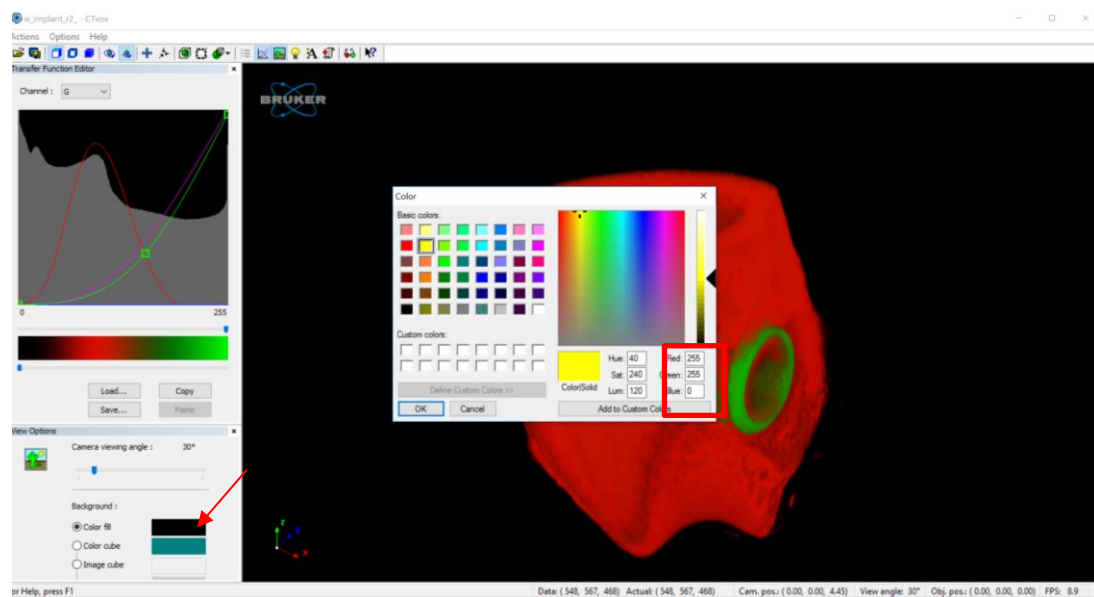 w_implant_r2_ - CTvox
Actions Options Help
Transfer Function Editor
Channel : G
0 255
Load... Copy
Save... Paste
View Options
Camera viewing angle : 30°
Background :
Color fill
Color cube
Image cube
BRUKER
Color
Basic colors:
Custom colors:
Define Custom Colors >>
OK Cancel
Color|Solid
Hue: 40 Red: 255
Sat: 240 Green: 255
Lum: 120 Blue: 0
Add to Custom Colors
z
x
or Help, press F1
Data: ( 548, 567, 468) Actual: ( 548, 567, 468) Cam. pos.: ( 0.00, 0.00, 4.45) View angle: 30° Obj. pos.: ( 0.00, 0.00, 0.00) FPS: 8.9